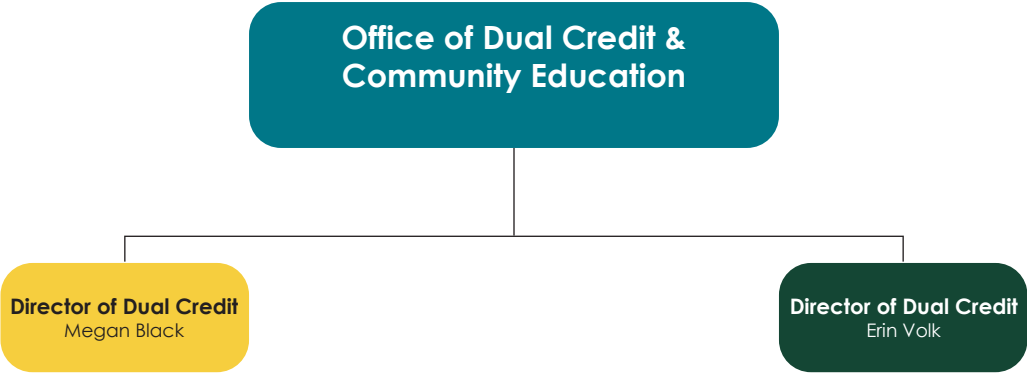 Office of Dual Credit &
Community Education
Director of Dual Credit
Megan Black
Director of Dual Credit
Erin Volk